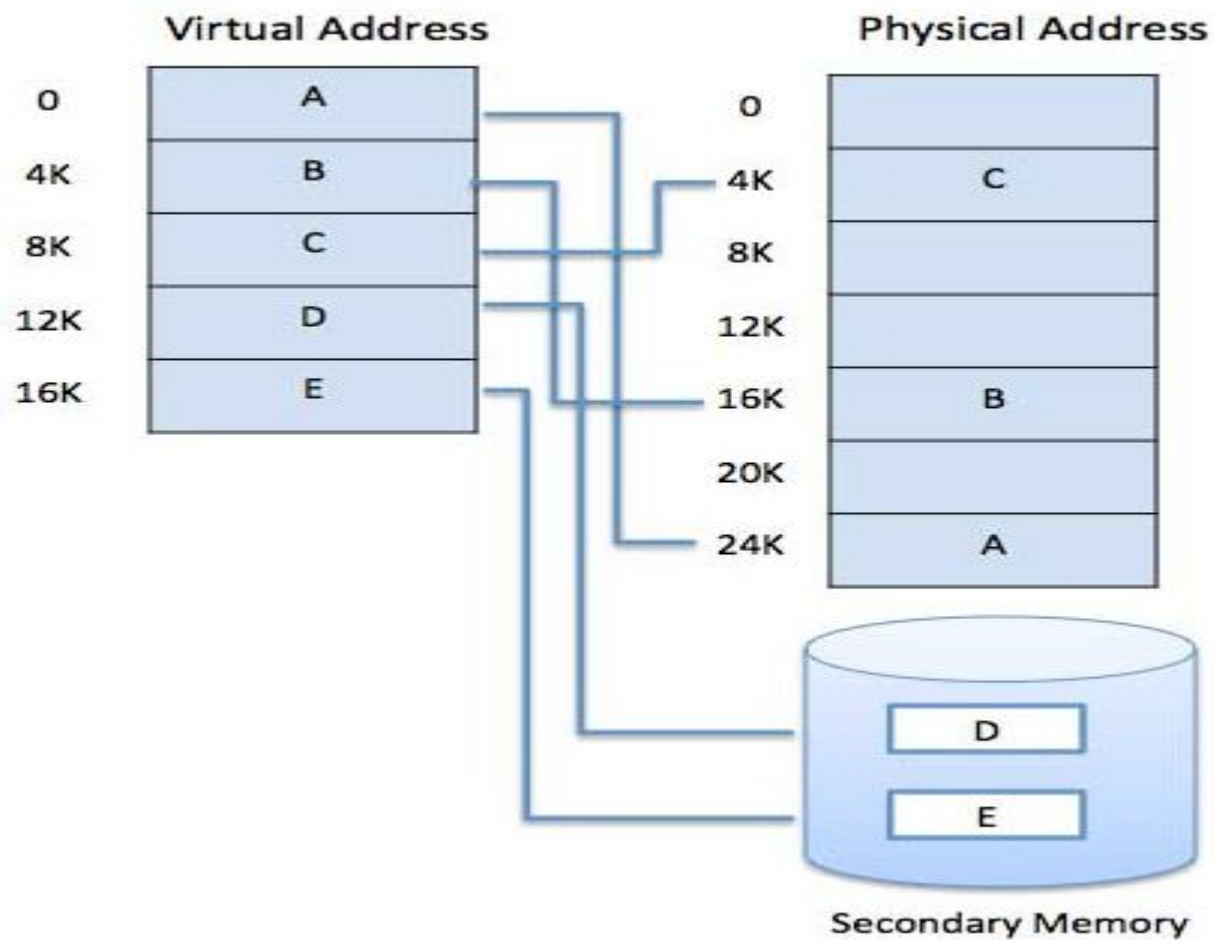 Virtual Address
0
A
4K
B
8K
C
12K
D
16K
E
Physical Address
0
4K
C
8K
12K
16K
B
20K
24K
A
D
E
Secondary Memory